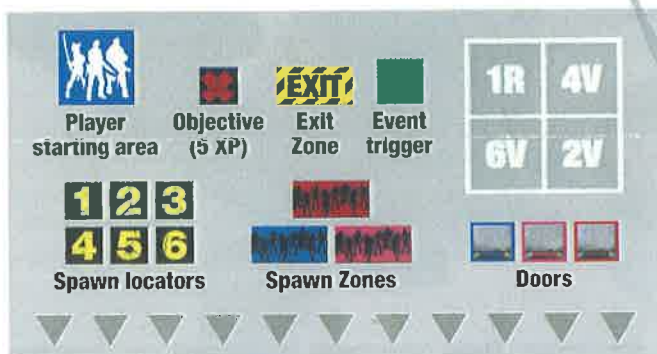 EXIT
1R 4V
Player Objective Exit Event
starting area (5 XP) Zone trigger
6V 2V
1 2 3
4 5 6
Spawn locators Spawn Zones Doors